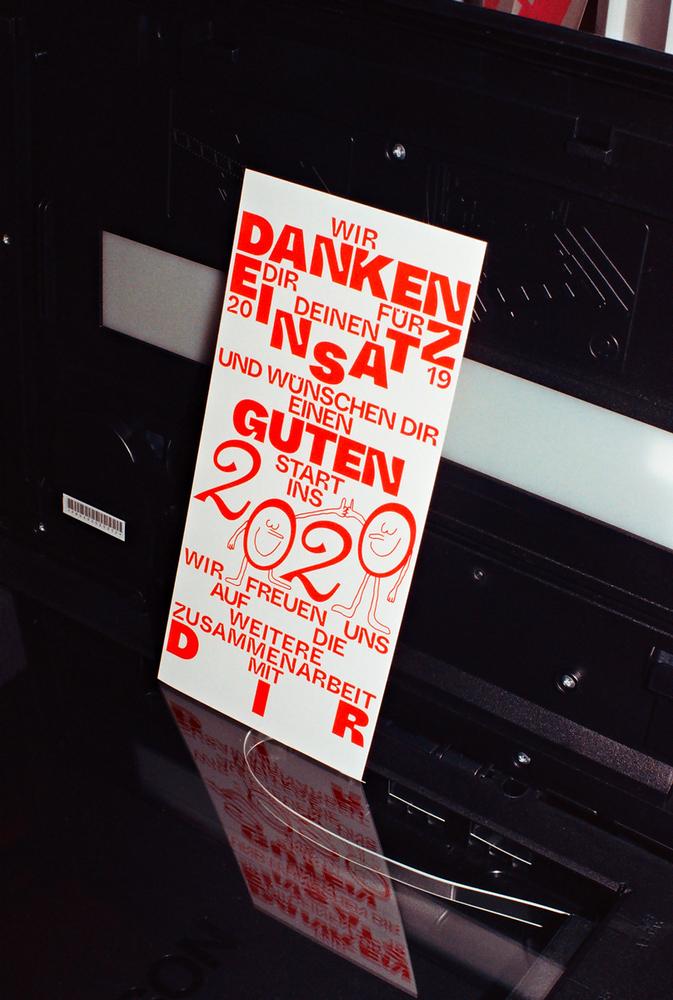 WIR
DANKEN
DIR
EINSATZ
DEINEN FÜR
20 19
UND WÜNSCHEN DIR
EINEN
GUTEN
START
INS
2020
WIR FREUEN UNS
AUF DIE
WEITERE
ZUSAMMENARBEIT
MIT
D I R
SON